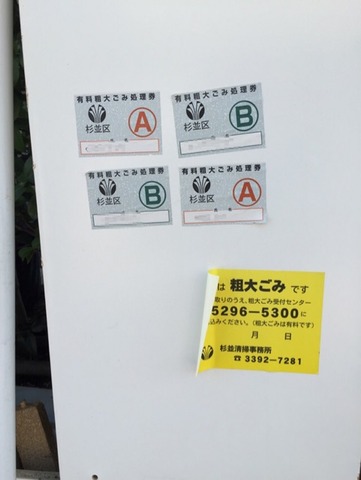 有料粗大ごみ処理券
杉並区
A
有料粗大ごみ処理券
杉並区
B
有料粗大ごみ処理券
杉並区
B
有料粗大ごみ処理券
杉並区
A
は 粗大ごみ です
取りのうえ、粗大ごみ受付センター
5296-5300に
込みください。(粗大ごみは有料です)
月 日
杉並清掃事務所
☎ 3392-7281